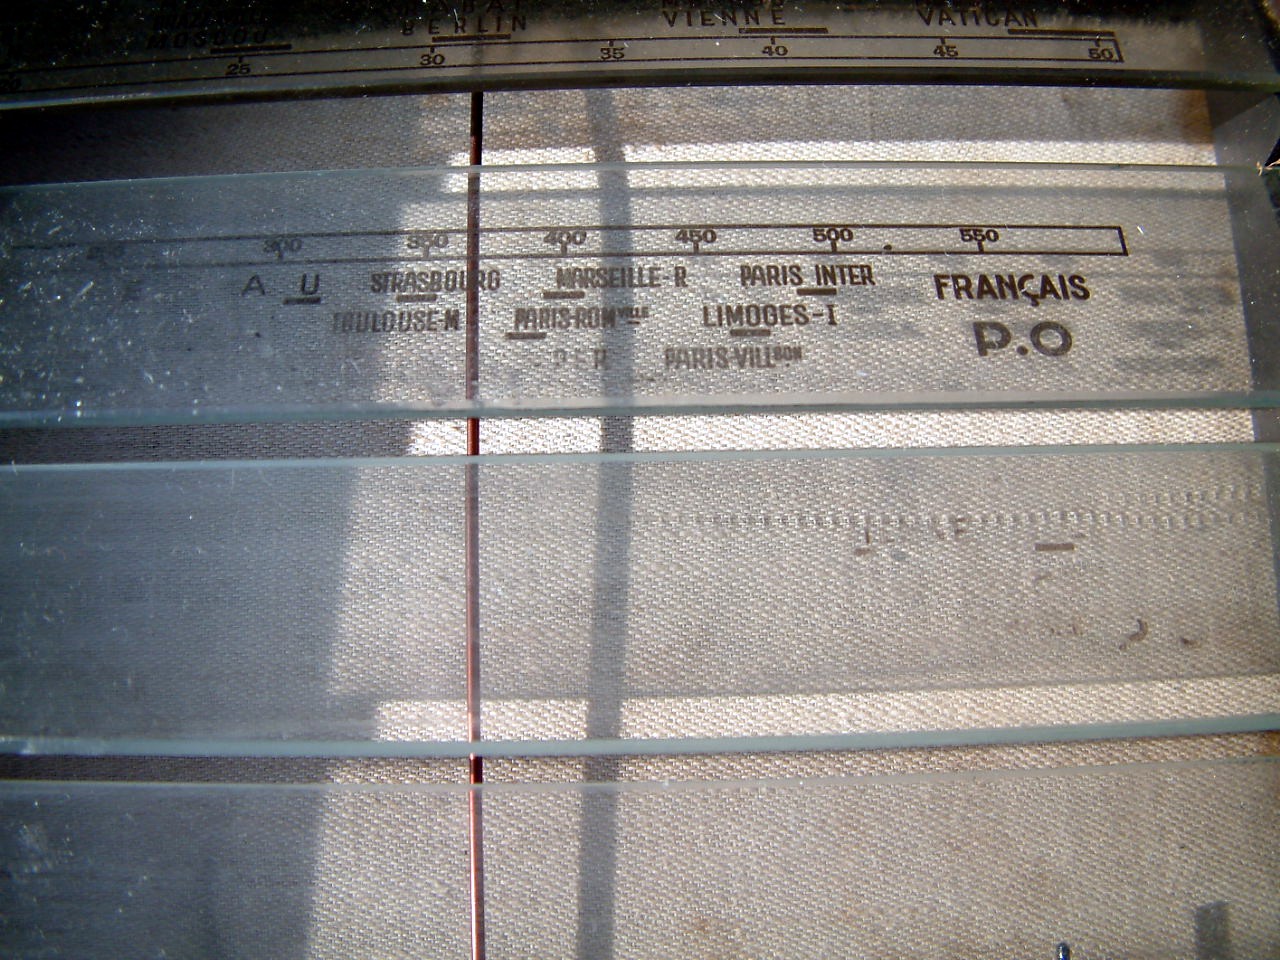 BERLIN VIENNE VATICAN
MOSCOU
25 30 35 40 45 50
300 350 400 450 500 550
A U STRASBOURG MARSEILLE-R PARIS INTER FRANÇAIS
TOULOUSE-M PARIS-ROMVILLE LIMOGES-I P.O
PARIS-VILLBON